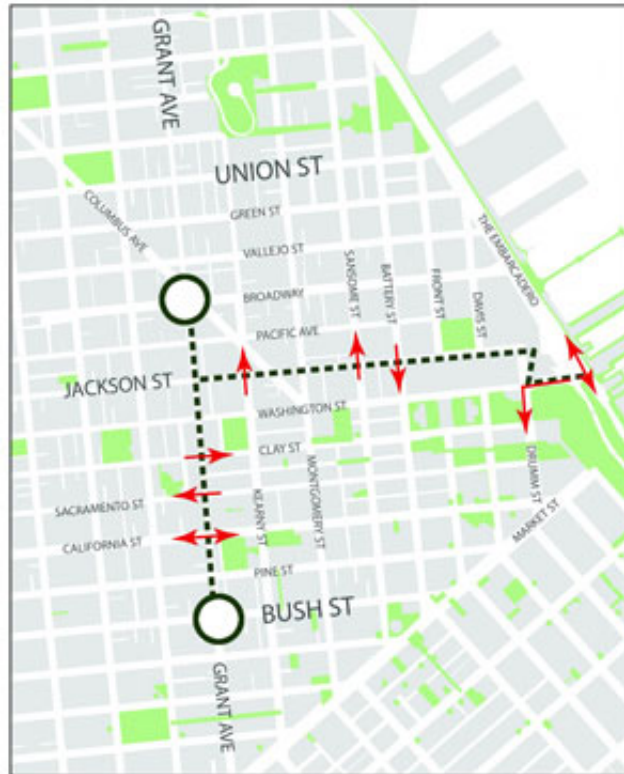 GRANT AVE
UNION ST
COLUMBUS AVE
GREEN ST
VALLEJO ST
THE EMBARCADERO
SANSOME ST
BATTERY ST
FRONT ST
DAVIS ST
BROADWAY
PACIFIC AVE
JACKSON ST
WASHINGTON ST
CLAY ST
MONTGOMERY ST
DRUMM ST
SACRAMENTO ST
KEARNY ST
MARKET ST
CALIFORNIA ST
PINE ST
BUSH ST
GRANT AVE